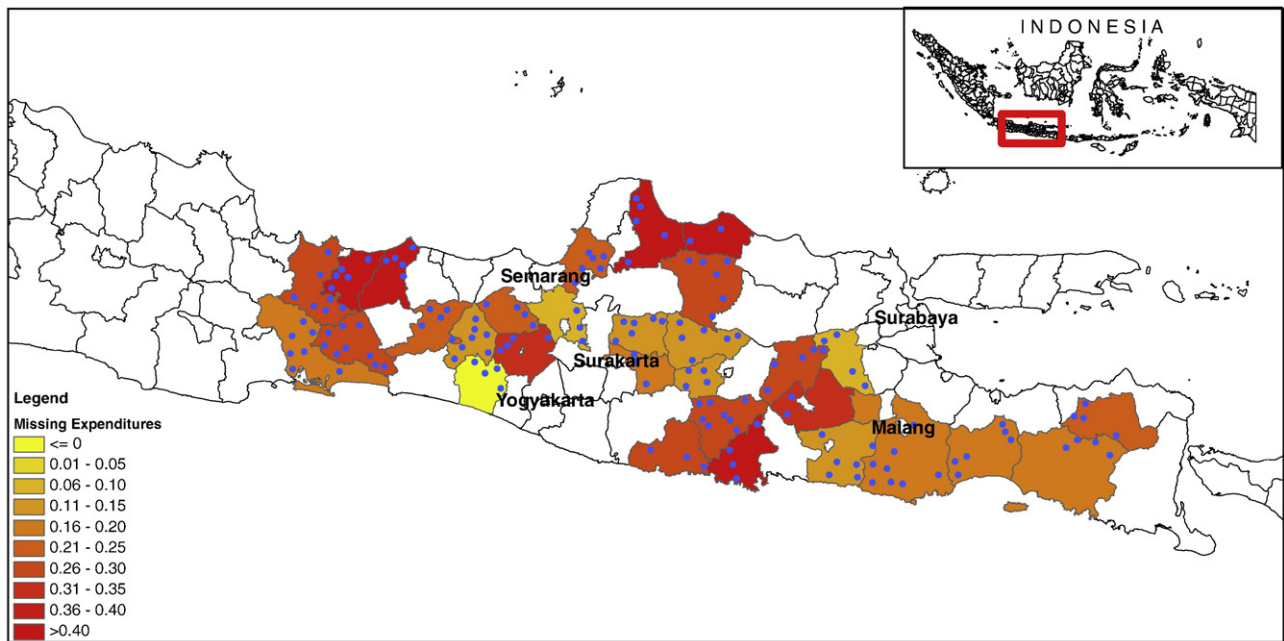 INDONESIA
Semarang
Surabaya
Surakarta
Yogyakarta
Malang
Legend
Missing Expenditures
<= 0
0.01 - 0.05
0.06 - 0.10
0.11 - 0.15
0.16 - 0.20
0.21 - 0.25
0.26 - 0.30
0.31 - 0.35
0.36 - 0.40
>0.40